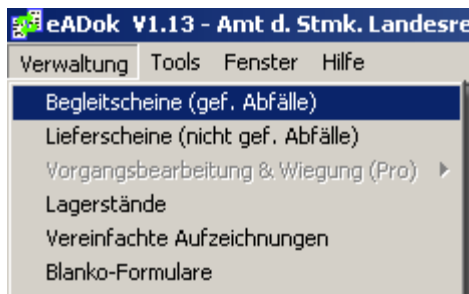 eADok V1.13 - Amt d. Stmk. Landesre
Verwaltung Tools Fenster Hilfe
Begleitscheine (gef. Abfälle)
Lieferscheine (nicht gef. Abfälle)
Vorgangsbearbeitung & Wiegung (Pro)
Lagerstände
Vereinfachte Aufzeichnungen
Blanko-Formulare